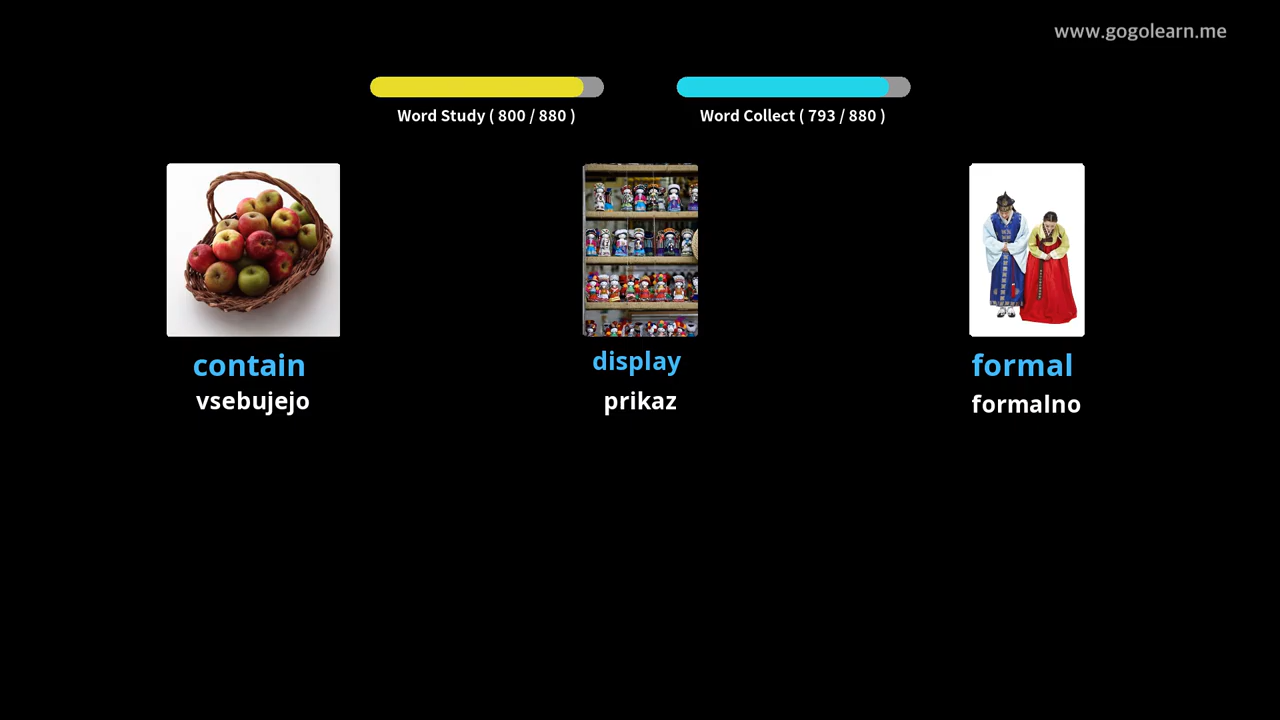 www.gogolearn.me
Word Study ( 800 / 880 )
Word Collect ( 793 / 880 )
contain
vsebujejo
display
prikaz
formal
formalno